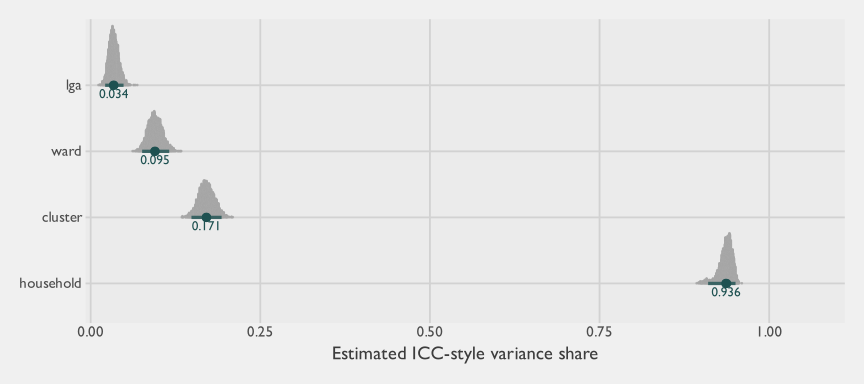 lga
0.034
ward
0.095
cluster
0.171
household
0.936
0.00 0.25 0.50 0.75 1.00
Estimated ICC-style variance share